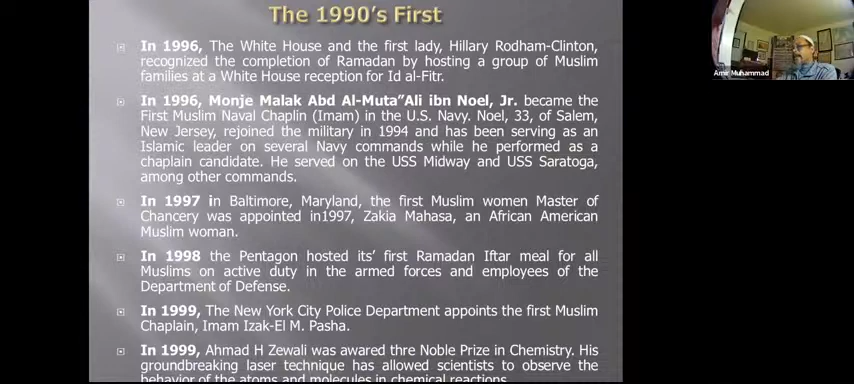 The 1990's First
In 1996, The White House and the first lady, Hillary Rodham-Clinton,
recognized the completion of Ramadan by hosting a group of Muslim
families at a White House reception for Id al-Fitr.
In 1996, Monje Malak Abd Al-Muta”Ali ibn Noel, Jr. became the
First Muslim Naval Chaplin (Imam) in the U.S. Navy. Noel, 33, of Salem,
New Jersey, rejoined the military in 1994 and has been serving as an
Islamic leader on several Navy commands while he performed as a
chaplain candidate. He served on the USS Midway and USS Saratoga,
among other commands.
In 1997 in Baltimore, Maryland, the first Muslim women Master of
Chancery was appointed in1997, Zakia Mahasa, an African American
Muslim woman.
In 1998 the Pentagon hosted its' first Ramadan Iftar meal for all
Muslims on active duty in the armed forces and employees of the
Department of Defense.
In 1999, The New York City Police Department appoints the first Muslim
Chaplain, Imam Izak-El M. Pasha.
In 1999, Ahmad H Zewali was awared thre Noble Prize in Chemistry. His
groundbreaking laser technique has allowed scientists to observe the
behavior of the atoms and molecules in chemical reactions.
Amir Muhammad